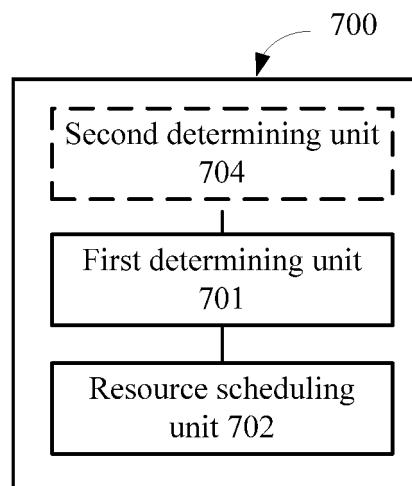 700
Second determining unit
704
First determining unit
701
Resource scheduling
unit 702